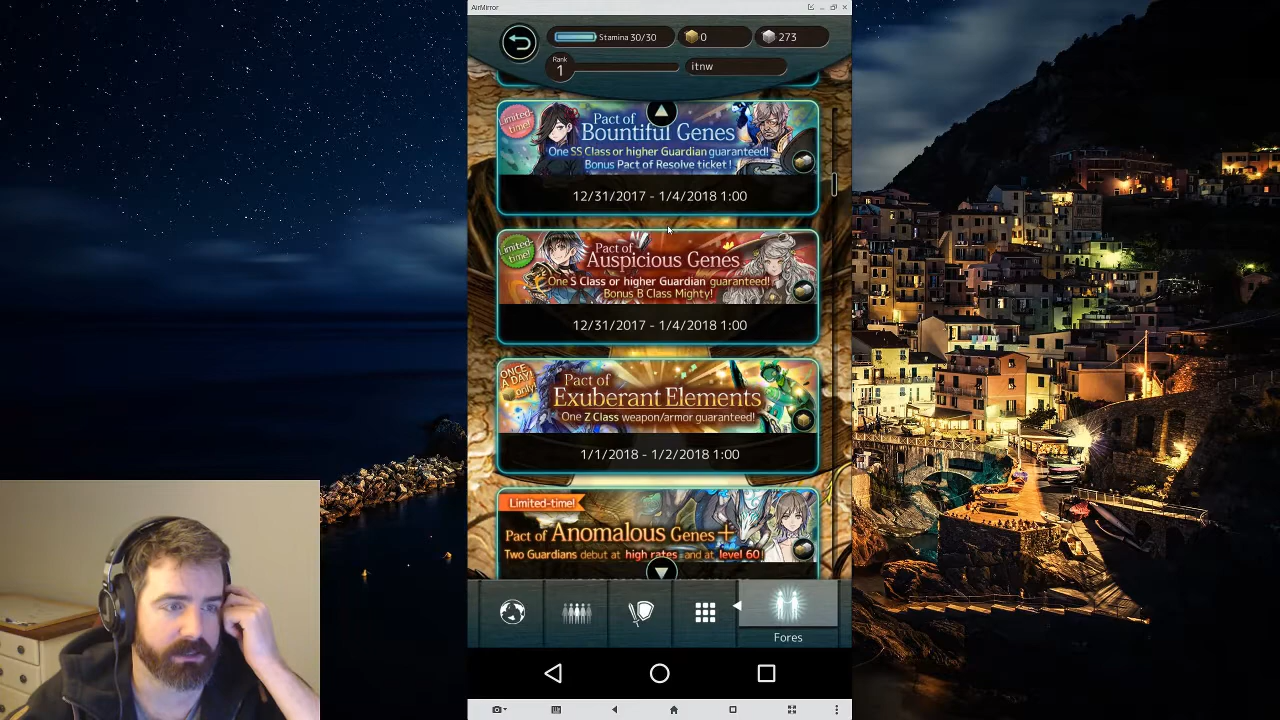 AirMirror
Stamina 30/30
0
273
Rank
1
itnw
Limited-time!
Pact of
Bountiful Genes
One SS Class or higher Guardian guaranteed!
Bonus Pact of Resolve ticket!
12/31/2017 - 1/4/2018 1:00
Limited-time!
Pact of
Auspicious Genes
One S Class or higher Guardian guaranteed!
Bonus B Class Mighty!
12/31/2017 - 1/4/2018 1:00
ONCE A DAY! only!
Pact of
Exuberant Elements
One Z Class weapon/armor guaranteed!
1/1/2018 - 1/2/2018 1:00
Limited-time!
Pact of Anomalous Genes+
Two Guardians debut at high rates and at level 60!
Fores